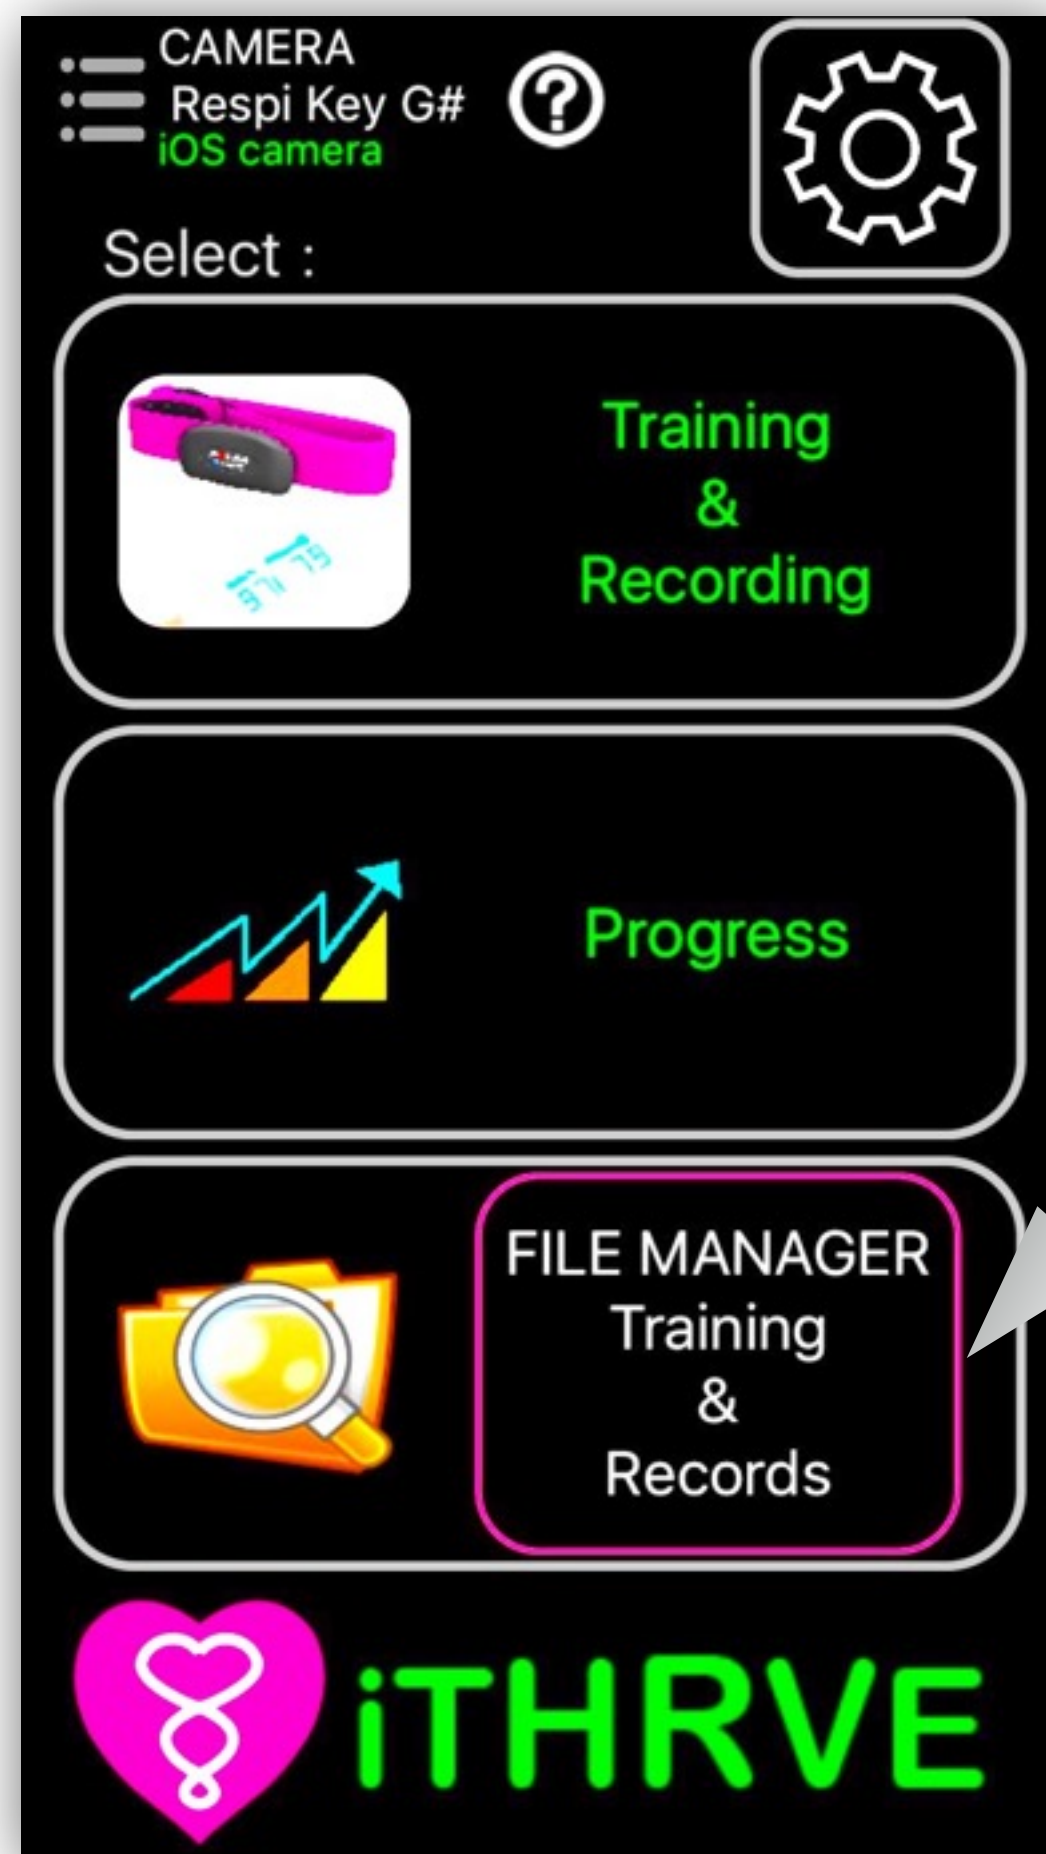 CAMERA
Respi Key G#
iOS camera
Select :
Training
&
Recording
Progress
FILE MANAGER
Training
&
Records
iTHRVE